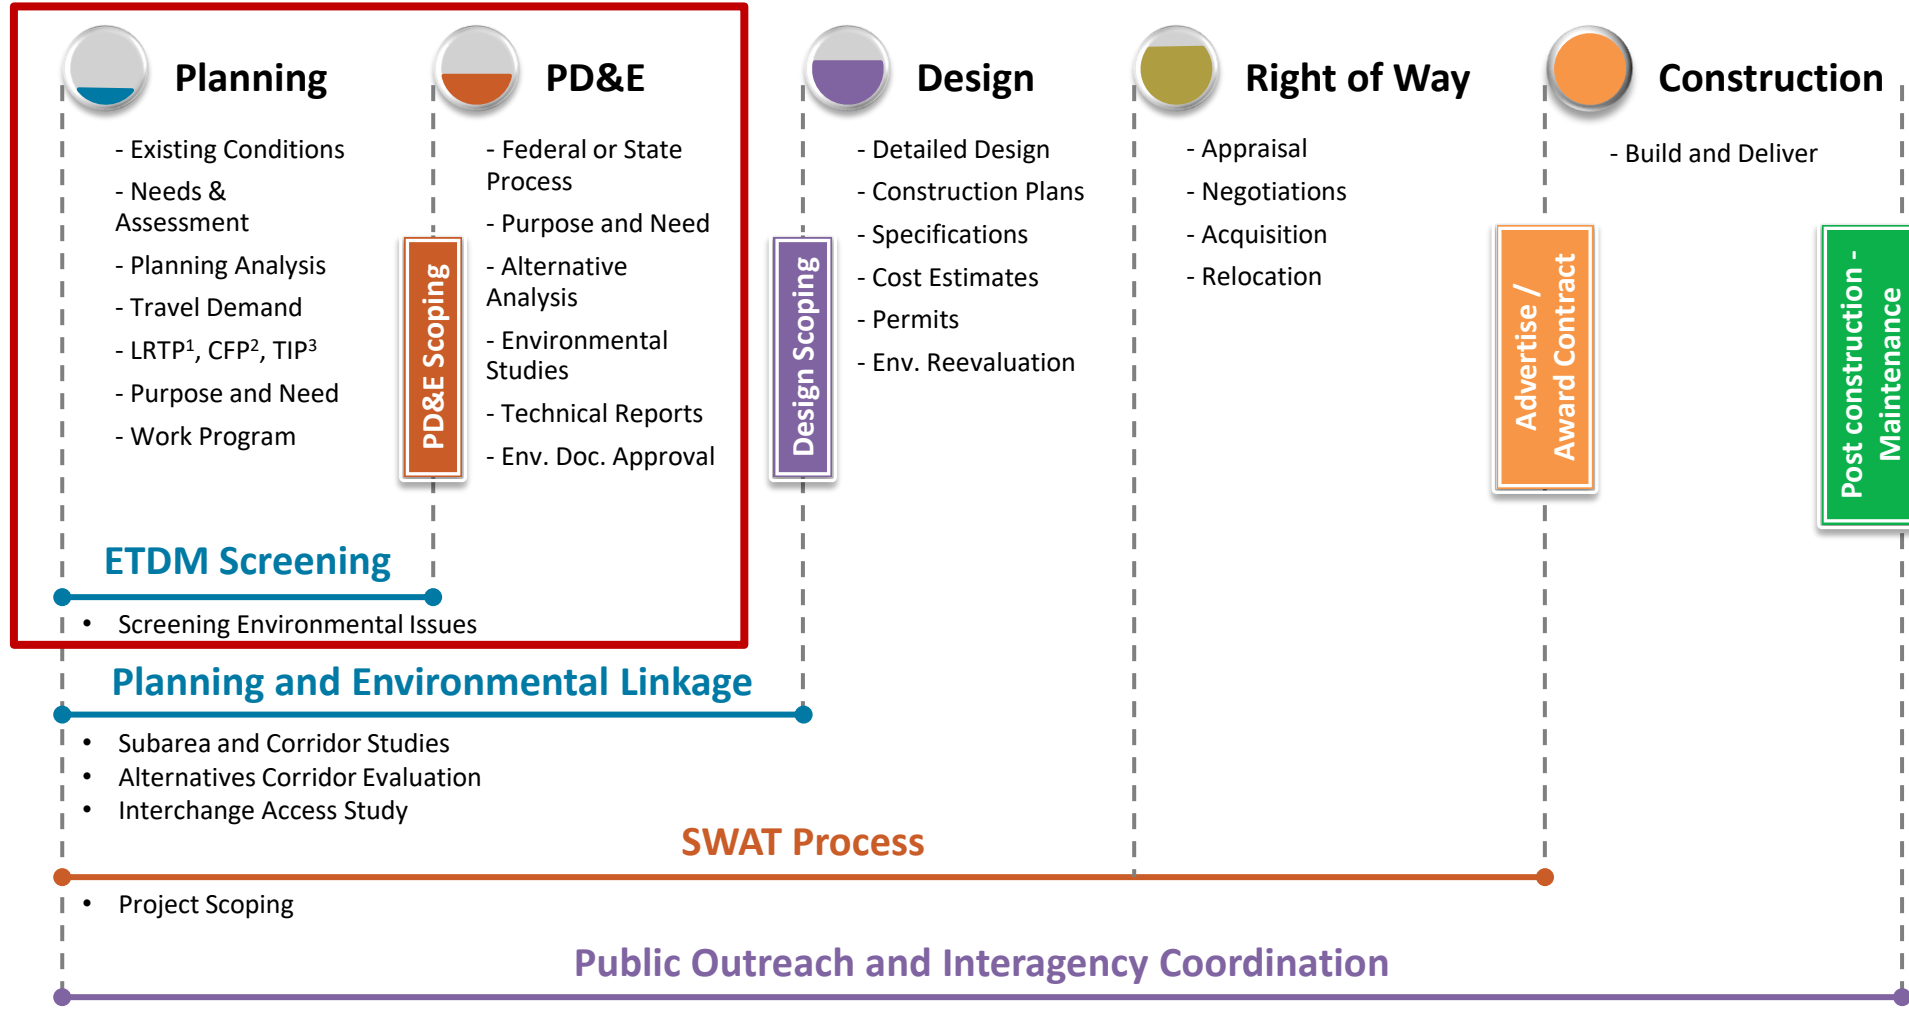 Planning
- Existing Conditions
- Needs &
Assessment
- Planning Analysis
- Travel Demand
- LRTP¹, CFP², TIP³
- Purpose and Need
- Work Program
PD&E Scoping
PD&E
- Federal or State
Process
- Purpose and Need
- Alternative
Analysis
- Environmental
Studies
- Technical Reports
- Env. Doc. Approval
Design Scoping
Design
- Detailed Design
- Construction Plans
- Specifications
- Cost Estimates
- Permits
- Env. Reevaluation
Right of Way
- Appraisal
- Negotiations
- Acquisition
- Relocation
Advertise /
Award Contract
Construction
- Build and Deliver
Post construction -
Maintenance
ETDM Screening
• Screening Environmental Issues
Planning and Environmental Linkage
• Subarea and Corridor Studies
• Alternatives Corridor Evaluation
• Interchange Access Study
SWAT Process
• Project Scoping
Public Outreach and Interagency Coordination